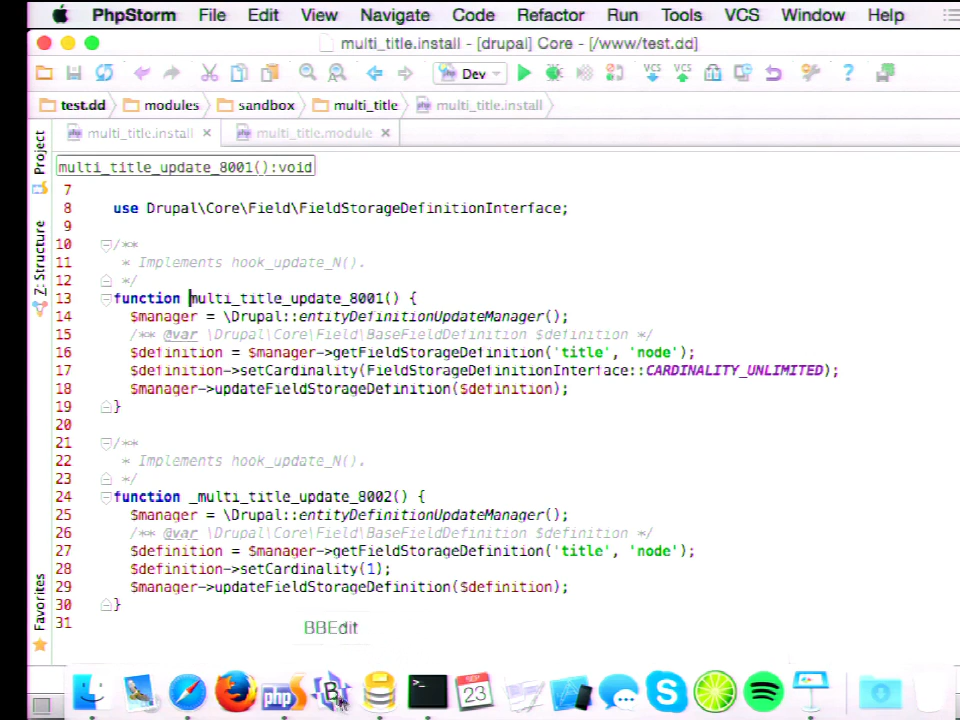 PhpStorm File Edit View Navigate Code Refactor Run Tools VCS Window Help
multi_title.install - [drupal] Core - [/www/test.dd]
Dev VCS VCS ?
test.dd modules sandbox multi_title multi_title.install
multi_title.install × multi_title.module ×
Project
Z: Structure
Favorites
multi_title_update_8001():void
7
8 use Drupal\Core\Field\FieldStorageDefinitionInterface;
9
10 /**
11 * Implements hook_update_N().
12 */
13 function multi_title_update_8001() {
14 $manager = \Drupal::entityDefinitionUpdateManager();
15 /** @var \Drupal\Core\Field\BaseFieldDefinition $definition */
16 $definition = $manager->getFieldStorageDefinition('title', 'node');
17 $definition->setCardinality(FieldStorageDefinitionInterface::CARDINALITY_UNLIMITED);
18 $manager->updateFieldStorageDefinition($definition);
19 }
20
21 /**
22 * Implements hook_update_N().
23 */
24 function _multi_title_update_8002() {
25 $manager = \Drupal::entityDefinitionUpdateManager();
26 /** @var \Drupal\Core\Field\BaseFieldDefinition $definition */
27 $definition = $manager->getFieldStorageDefinition('title', 'node');
28 $definition->setCardinality(1);
29 $manager->updateFieldStorageDefinition($definition);
30 }
31
BBEdit
php B >_ SEP 23 S